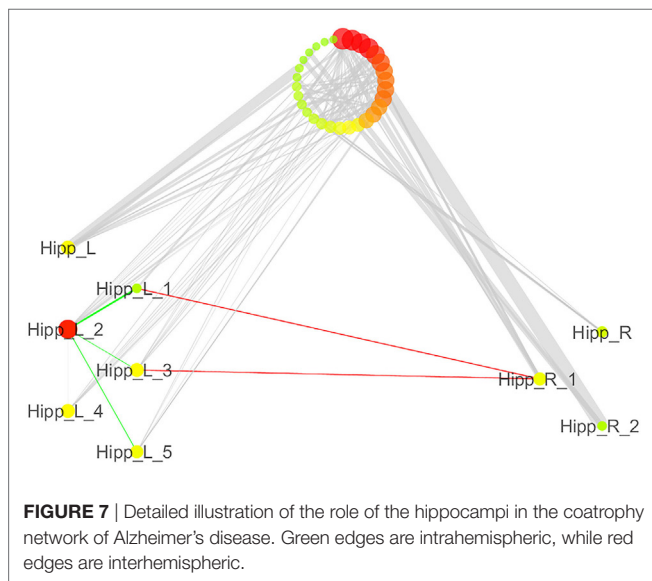 Hipp_L
Hipp_L_1
Hipp_L_2
Hipp_R
Hipp_L_3
Hipp_R_1
Hipp_L_4
Hipp_R_2
Hipp_L_5
FIGURE 7 | Detailed illustration of the role of the hippocampi in the coatrophy
network of Alzheimer's disease. Green edges are intrahemispheric, while red
edges are interhemispheric.